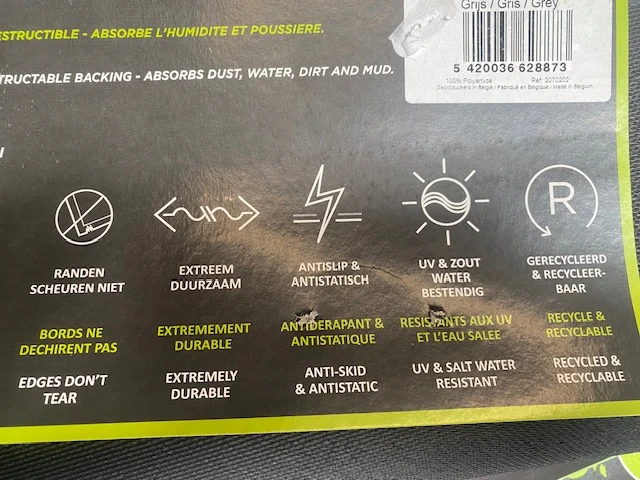 Grijs / Gris / Grey
5 420036 628873
100% Polyamide Ref: 2070202
Geproduceerd in België / Fabriqué en Belgique / Made in Belgium
ESTRUCTIBLE - ABSORBE L'HUMIDITE ET POUSSIERE.
TRUCTABLE BACKING - ABSORBS DUST, WATER, DIRT AND MUD.
R
RANDEN
SCHEUREN NIET
BORDS NE
DECHIRENT PAS
EDGES DON'T
TEAR
EXTREEM
DUURZAAM
EXTREMEMENT
DURABLE
EXTREMELY
DURABLE
ANTISLIP &
ANTISTATISCH
ANTIDERAPANT &
ANTISTATIQUE
ANTI-SKID
& ANTISTATIC
UV & ZOUT
WATER
BESTENDIG
RESISTANTS AUX UV
ET L'EAU SALEE
UV & SALT WATER
RESISTANT
GERECYCLEERD
& RECYCLEER-
BAAR
RECYCLE &
RECYCLABLE
RECYCLED &
RECYCLABLE